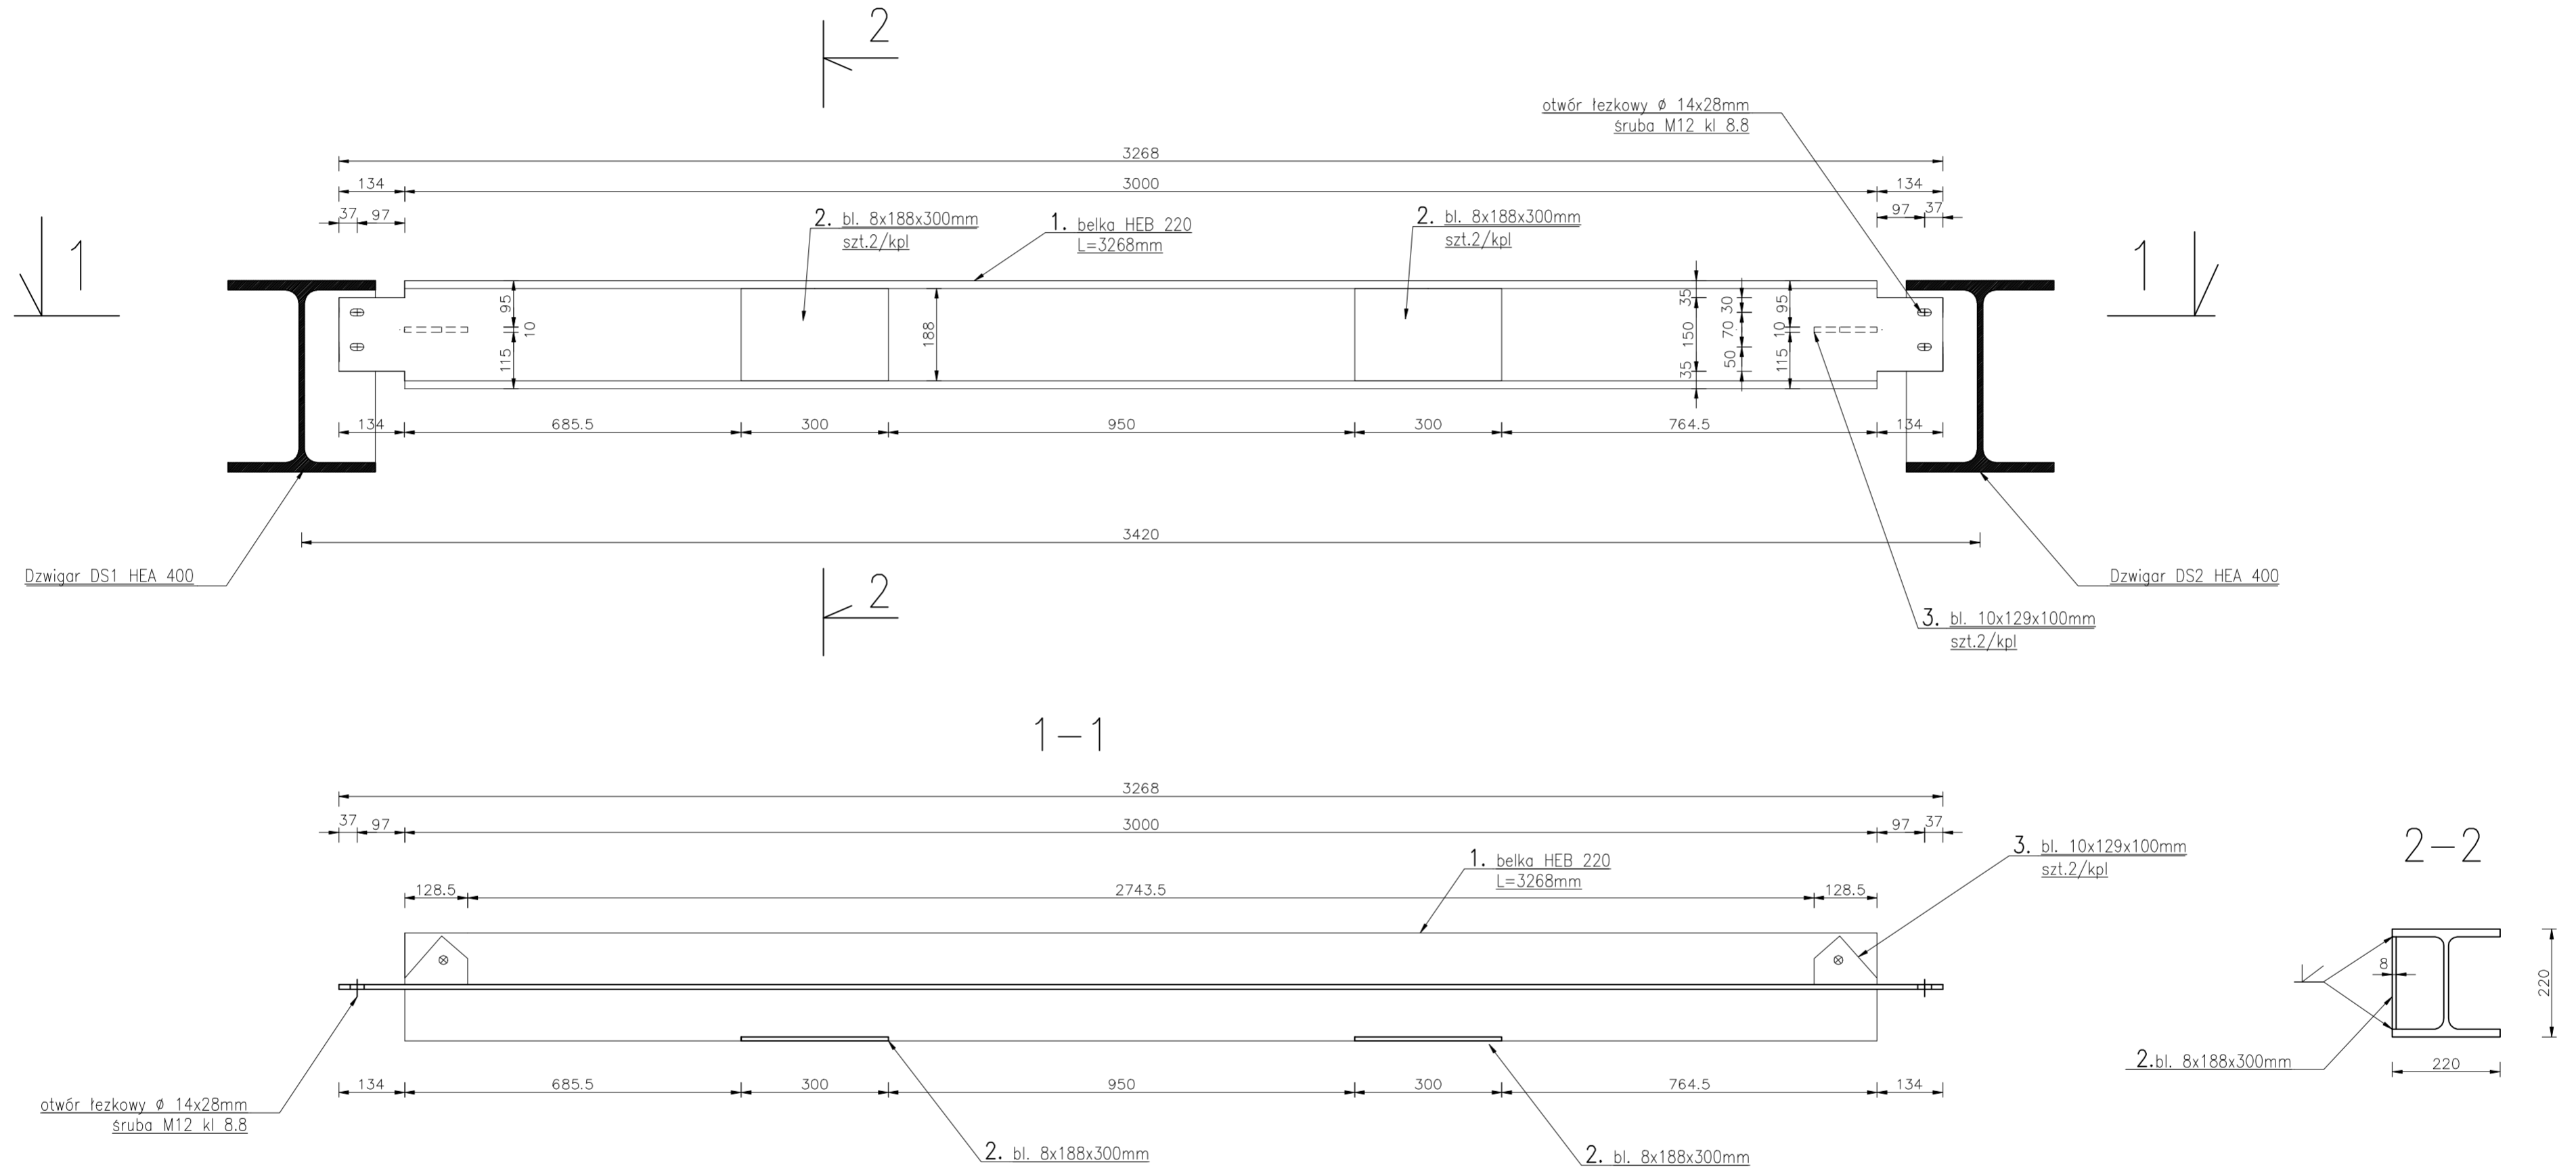 2
otwór łezkowy ø 14x28mm
śruba M12 kl 8.8
3268
134
3000
134
37
97
97
37
2. bl. 8x188x300mm
szt.2/kpl
1. belka HEB 220
L=3268mm
2. bl. 8x188x300mm
szt.2/kpl
1
1
95
10
115
188
35
150
35
30
70
50
95
10
115
134
685.5
300
950
300
764.5
134
3420
Dzwigar DS1 HEA 400
Dzwigar DS2 HEA 400
2
3. bl. 10x129x100mm
szt.2/kpl
1-1
3268
37
97
3000
97
37
1. belka HEB 220
L=3268mm
3. bl. 10x129x100mm
szt.2/kpl
2-2
128.5
2743.5
128.5
8
220
2.bl. 8x188x300mm
220
134
685.5
300
950
300
764.5
134
otwór łezkowy ø 14x28mm
śruba M12 kl 8.8
2. bl. 8x188x300mm
2. bl. 8x188x300mm